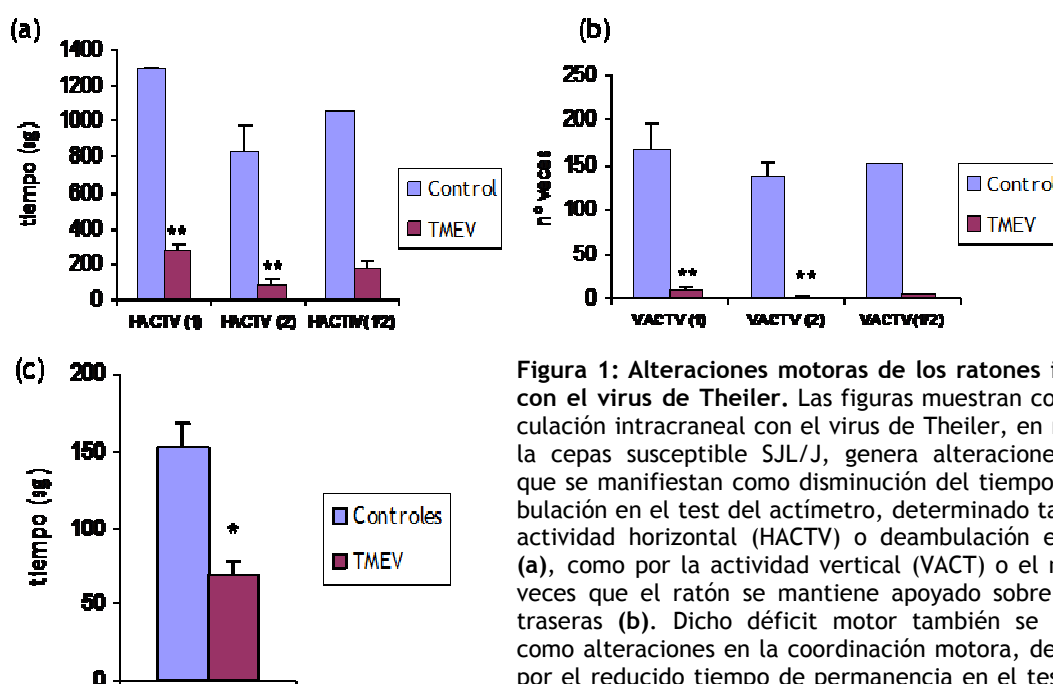 (a)
1400
1200
1000
800
600
400
200
0
tiempo (sg)
**
**
HACTV (1) HACTV (2) HACTIV(1/2)
Control
TMEV
(b)
250
200
150
100
50
0
nº veces
**
**
VACTV (1) VACTV (2) VACTV(1/2)
Control
TMEV
(c)
200
150
100
50
0
tiempo (sg)
*
Controles
TMEV
Figura 1: Alteraciones motoras de los ratones
con el virus de Theiler. Las figuras muestran
culación intracraneal con el virus de Theiler, en
la cepas susceptible SJL/J, genera
que se manifiestan como disminución del tiempo
bulación en el test del actímetro, determinado
actividad horizontal (HACTV) o deambulación
(a), como por la actividad vertical (VACT) o el
veces que el ratón se mantiene apoyado sobre
traseras (b). Dicho déficit motor también se
como alteraciones en la coordinación motora,
por el reducido tiempo de permanencia en el